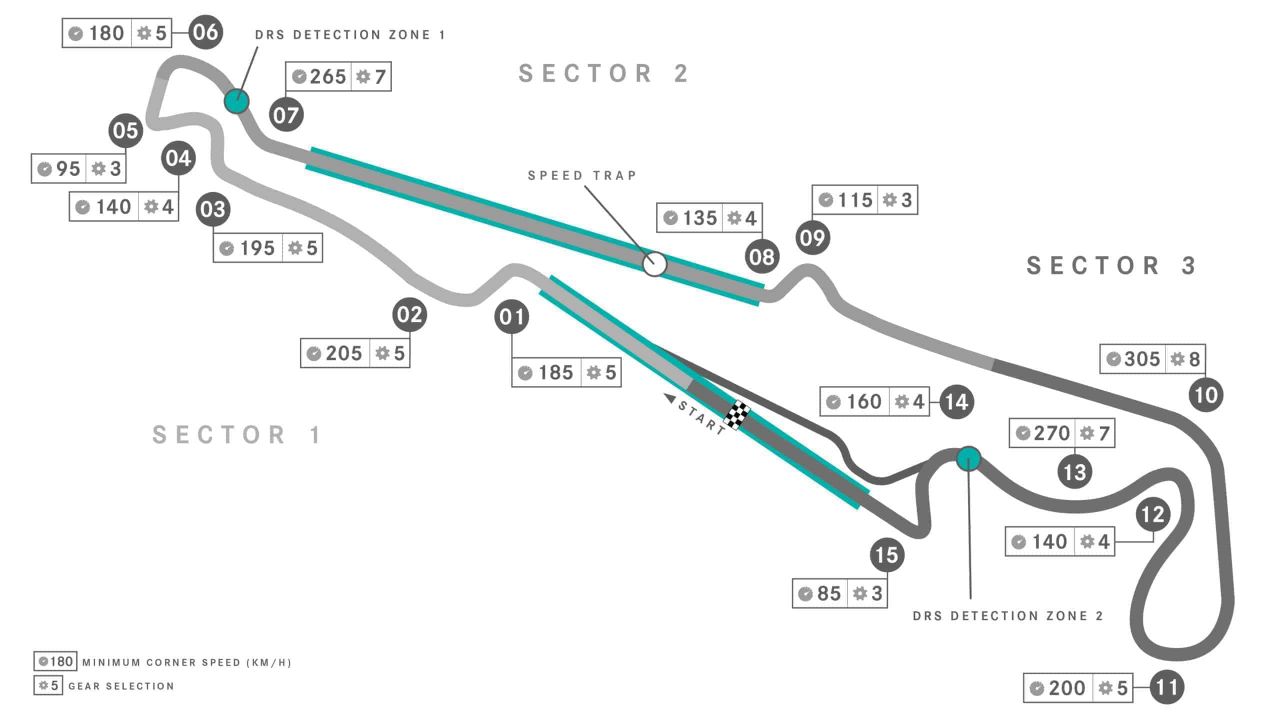 180 5 06
DRS DETECTION ZONE 1
265 7
07
SECTOR 2
05
95 3
04
140 4
03
195 5
SPEED TRAP
135 4
08
115 3
09
SECTOR 3
02
205 5
01
185 5
START
305 8
10
160 4 14
270 7
13
SECTOR 1
12
140 4
15
85 3
DRS DETECTION ZONE 2
200 5 11
180 MINIMUM CORNER SPEED (KM/H)
5 GEAR SELECTION